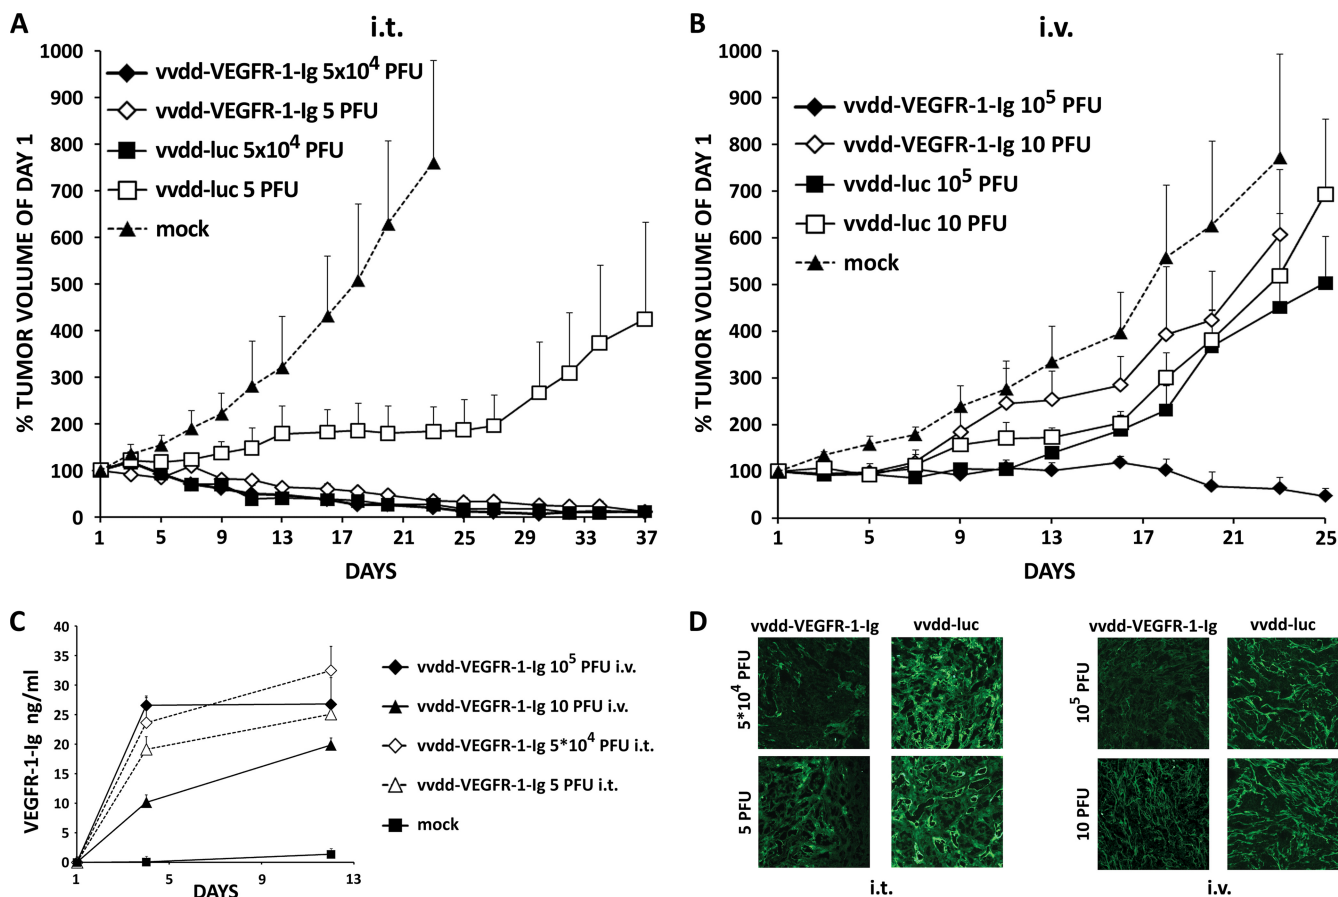 A
i.t.
% TUMOR VOLUME OF DAY 1
1000
900
800
700
600
500
400
300
200
100
0
vvdd-VEGFR-1-Ig 5x10⁴ PFU
vvdd-VEGFR-1-Ig 5 PFU
vvdd-luc 5x10⁴ PFU
vvdd-luc 5 PFU
mock
1 5 9 13 17 21 25 29 33 37
DAYS
B
i.v.
% TUMOR VOLUME OF DAY 1
1000
900
800
700
600
500
400
300
200
100
0
vvdd-VEGFR-1-Ig 10⁵ PFU
vvdd-VEGFR-1-Ig 10 PFU
vvdd-luc 10⁵ PFU
vvdd-luc 10 PFU
mock
1 5 9 13 17 21 25
DAYS
C
VEGFR-1-Ig ng/ml
40
35
30
25
20
15
10
5
0
1 5 9 13
DAYS
vvdd-VEGFR-1-Ig 10⁵ PFU i.v.
vvdd-VEGFR-1-Ig 10 PFU i.v.
vvdd-VEGFR-1-Ig 5*10⁴ PFU i.t.
vvdd-VEGFR-1-Ig 5 PFU i.t.
mock
D
vvdd-VEGFR-1-Ig vvdd-luc
5*10⁴ PFU
5 PFU
i.t.
vvdd-VEGFR-1-Ig vvdd-luc
10⁵ PFU
10 PFU
i.v.